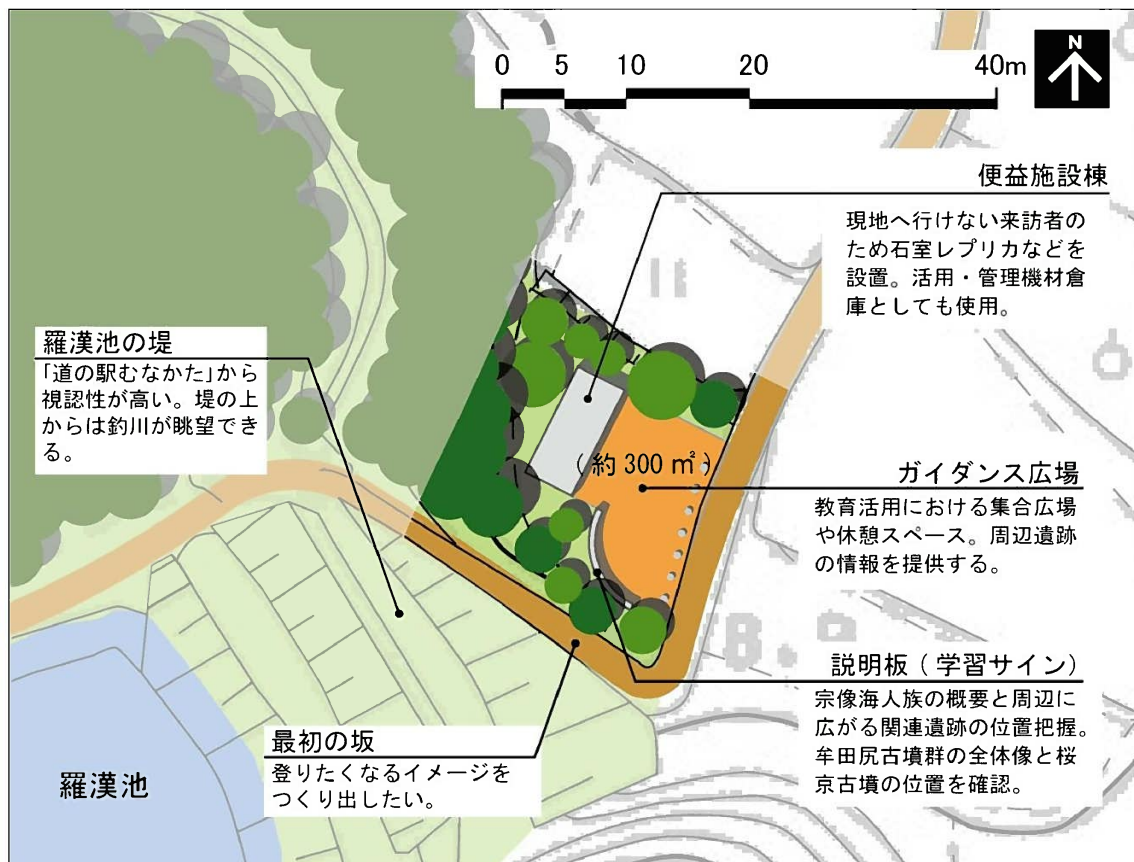 0 5 10 20 40m
N
便益施設棟
現地へ行けない来訪者の
ため石室レプリカなどを
設置。活用・管理機材倉
庫としても使用。
羅漢池の堤
「道の駅むなかた」から
視認性が高い。堤の上
からは釣川が眺望でき
る。
(約300㎡)
ガイダンス広場
教育活用における集合広場
や休憩スペース。周辺遺跡
の情報を提供する。
説明板(学習サイン)
宗像海人族の概要と周辺に
広がる関連遺跡の位置把握。
牟田尻古墳群の全体像と桜
京古墳の位置を確認。
最初の坂
登りたくなるイメージを
つくり出したい。
羅漢池